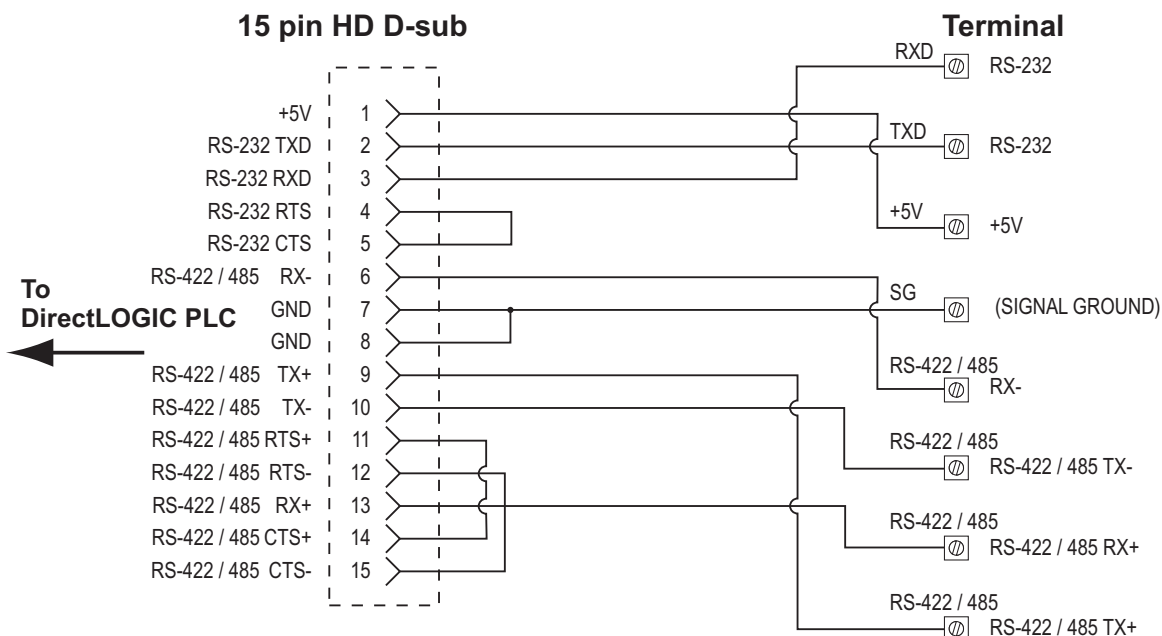 15 pin HD D-sub
Terminal
+5V 1
RS-232 TXD 2
RS-232 RXD 3
RS-232 RTS 4
RS-232 CTS 5
RS-422 / 485 RX- 6
GND 7
GND 8
RS-422 / 485 TX+ 9
RS-422 / 485 TX- 10
RS-422 / 485 RTS+ 11
RS-422 / 485 RTS- 12
RS-422 / 485 RX+ 13
RS-422 / 485 CTS+ 14
RS-422 / 485 CTS- 15
To
DirectLOGIC PLC
RXD RS-232
TXD RS-232
+5V +5V
SG (SIGNAL GROUND)
RS-422 / 485
RX-
RS-422 / 485
RS-422 / 485 TX-
RS-422 / 485
RS-422 / 485 RX+
RS-422 / 485
RS-422 / 485 TX+